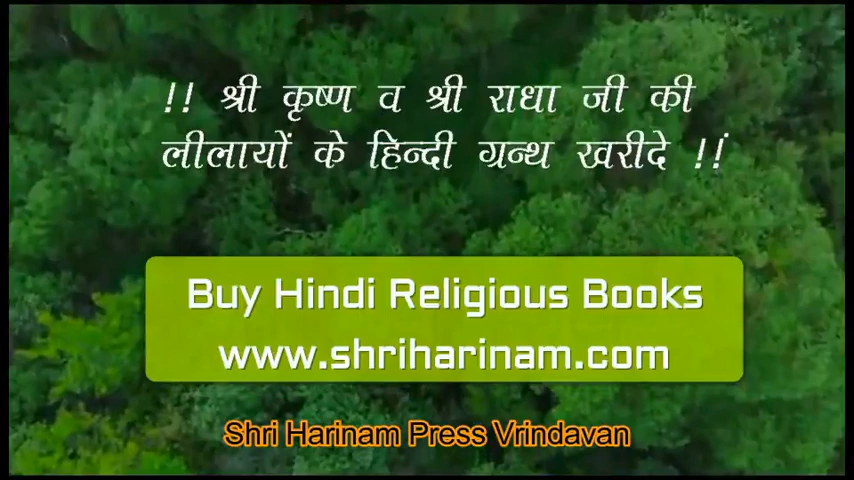 !! श्री कृष्ण व श्री राधा जी की
लीलायों के हिन्दी ग्रन्थ खरीदे !!
Buy Hindi Religious Books
www.shriharinam.com
Shri Harinam Press Vrindavan